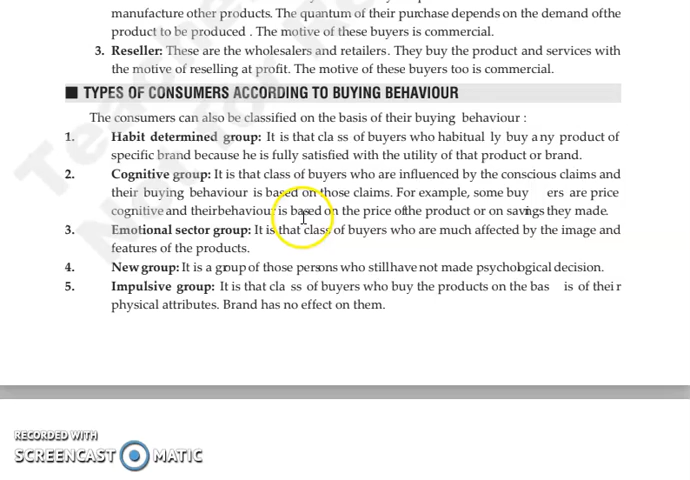 manufacture other products. The quantum of their purchase depends on the demand ofthe
product to be produced . The motive of these buyers is commercial.
3. Reseller: These are the wholesalers and retailers. They buy the product and services with
the motive of reselling at profit. The motive of these buyers too is commercial.
TYPES OF CONSUMERS ACCORDING TO BUYING BEHAVIOUR
The consumers can also be classified on the basis of their buying behaviour :
1. Habit determined group: It is that cla ss of buyers who habitual ly buy any product of
specific brand because he is fully satisfied with the utility of that product or brand.
2. Cognitive group: It is that class of buyers who are influenced by the conscious claims and
their buying behaviour is based on those claims. For example, some buy ers are price
cognitive and theirbehaviour is based on the price ofthe product or on savings they made.
3. Emotional sector group: It is that class of buyers who are much affected by the image and
features of the products.
4. New group: It is a group of those persons who still have not made psychological decision.
5. Impulsive group: It is that cla ss of buyers who buy the products on the bas is of thei r
physical attributes. Brand has no effect on them.
RECORDED WITH
SCREENCAST MATIC